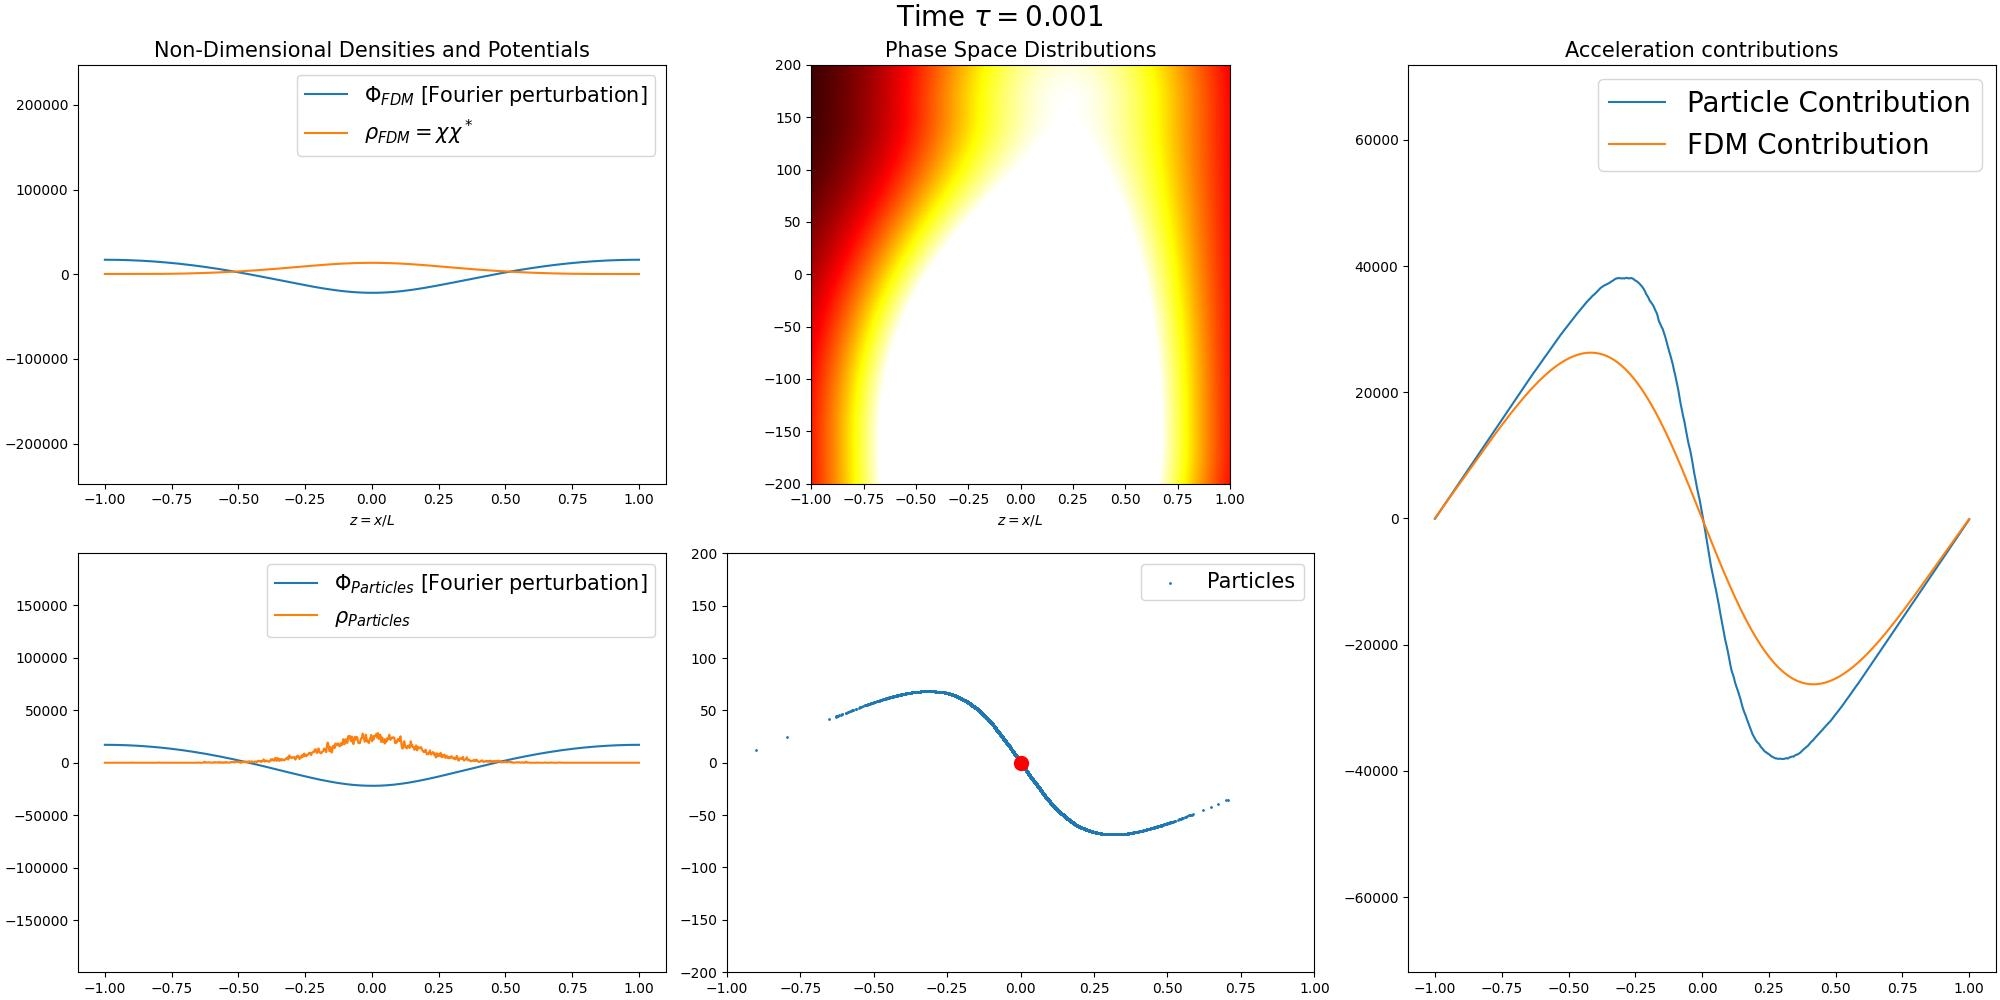 Time τ = 0.001
Non-Dimensional Densities and Potentials
Φ_FDM [Fourier perturbation]
ρ_FDM = χχ*
200000
100000
0
−100000
−200000
−1.00 −0.75 −0.50 −0.25 0.00 0.25 0.50 0.75 1.00
z = x/L
Phase Space Distributions
200
150
100
50
0
−50
−100
−150
−200
−1.00 −0.75 −0.50 −0.25 0.00 0.25 0.50 0.75 1.00
z = x/L
Acceleration contributions
Particle Contribution
FDM Contribution
60000
40000
20000
0
−20000
−40000
−60000
−1.00 −0.75 −0.50 −0.25 0.00 0.25 0.50 0.75 1.00
Φ_Particles [Fourier perturbation]
ρ_Particles
150000
100000
50000
0
−50000
−100000
−150000
−1.00 −0.75 −0.50 −0.25 0.00 0.25 0.50 0.75 1.00
Particles
200
150
100
50
0
−50
−100
−150
−200
−1.00 −0.75 −0.50 −0.25 0.00 0.25 0.50 0.75 1.00